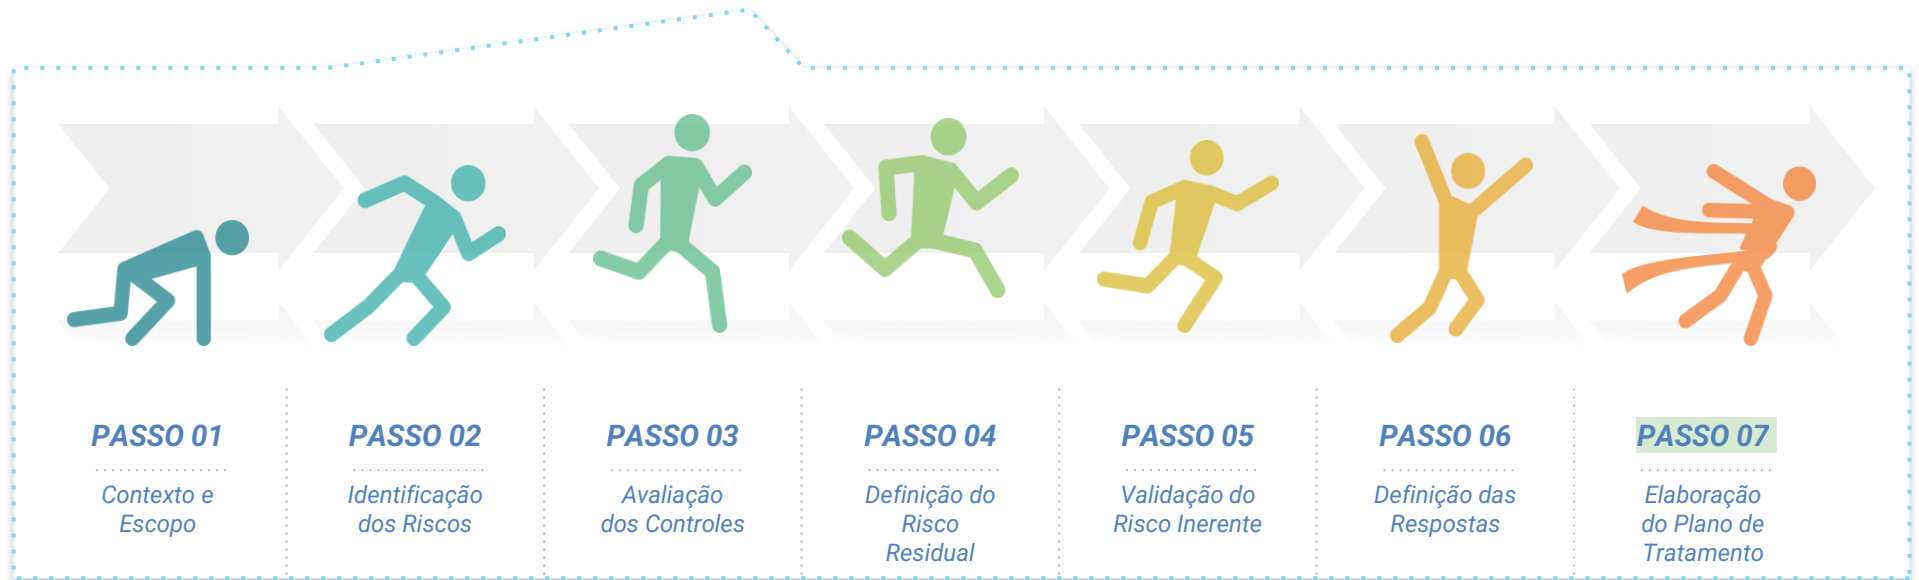 PASSO 01
Contexto e
Escopo
PASSO 02
Identificação
dos Riscos
PASSO 03
Avaliação
dos Controles
PASSO 04
Definição do
Risco
Residual
PASSO 05
Validação do
Risco Inerente
PASSO 06
Definição das
Respostas
PASSO 07
Elaboração
do Plano de
Tratamento